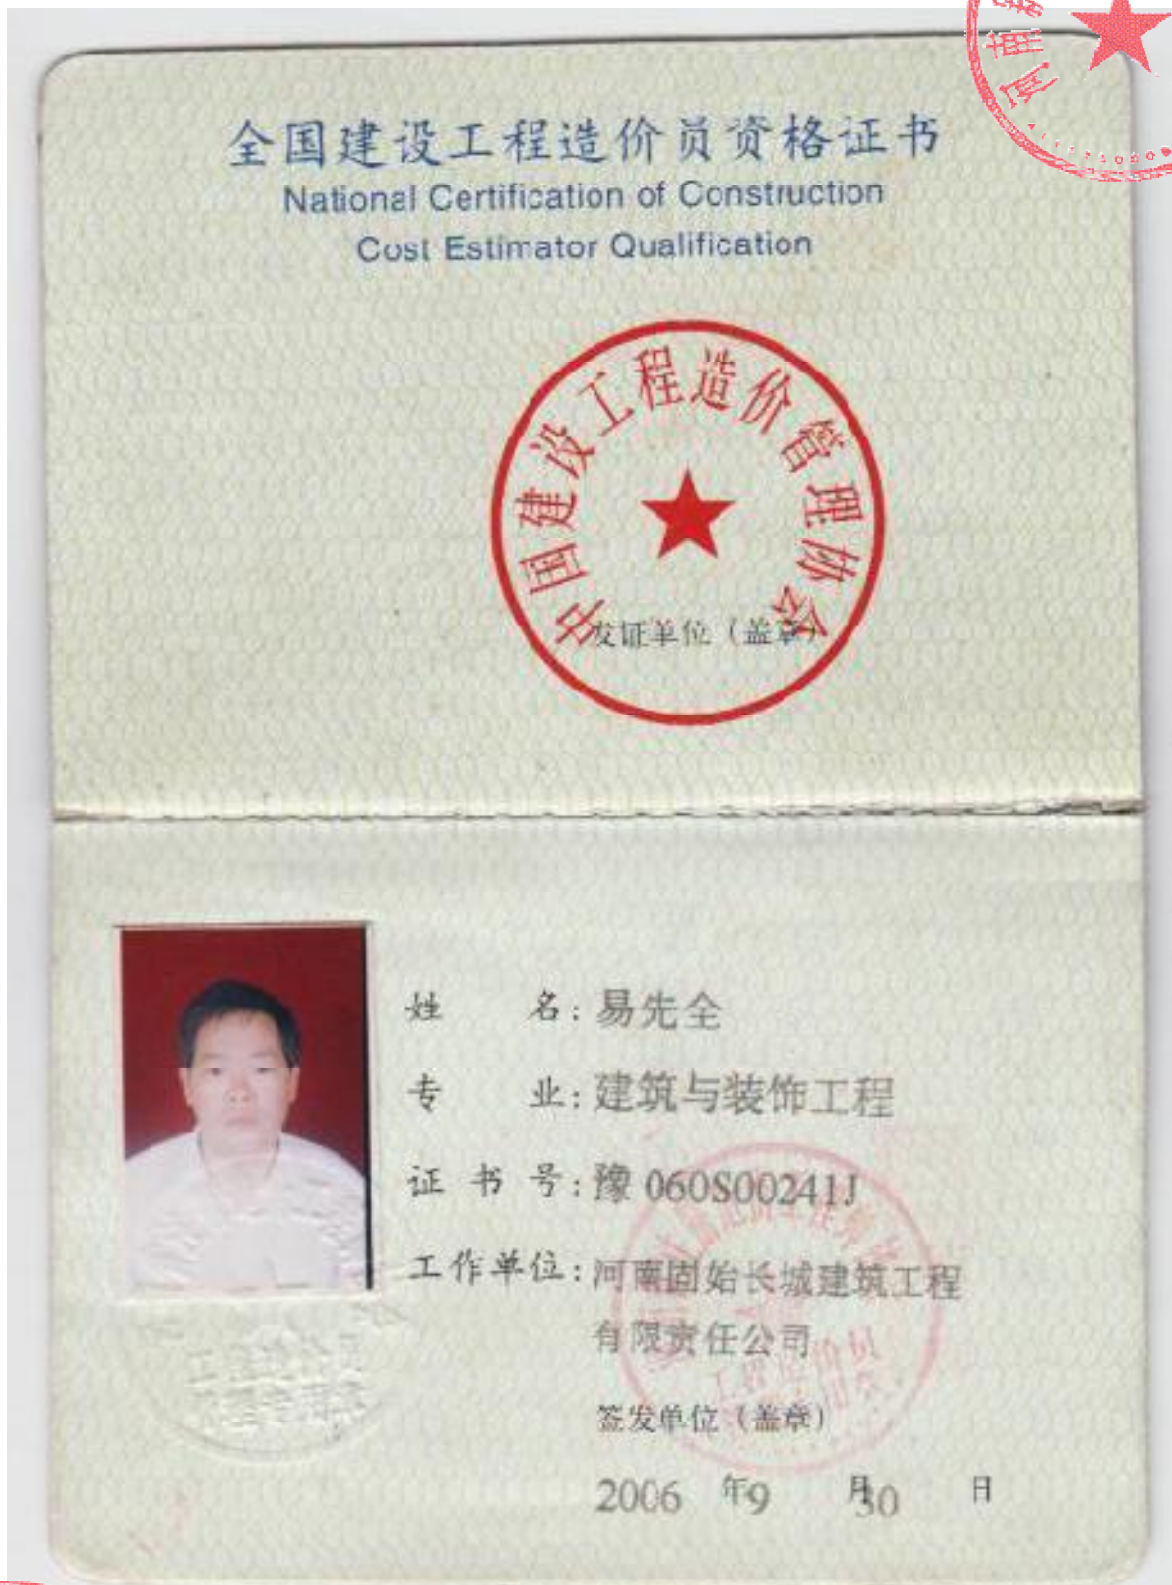 全国建设工程造价员资格证书
National Certification of Construction
Cost Estimator Qualification
中国建设工程造价管理协会
发证单位（盖章）
姓 名：易先全
专 业：建筑与装饰工程
证 书 号：豫 060S00241J
工作单位：河南固始长城建筑工程
有限责任公司
签发单位（盖章）
2006 年9 月30 日